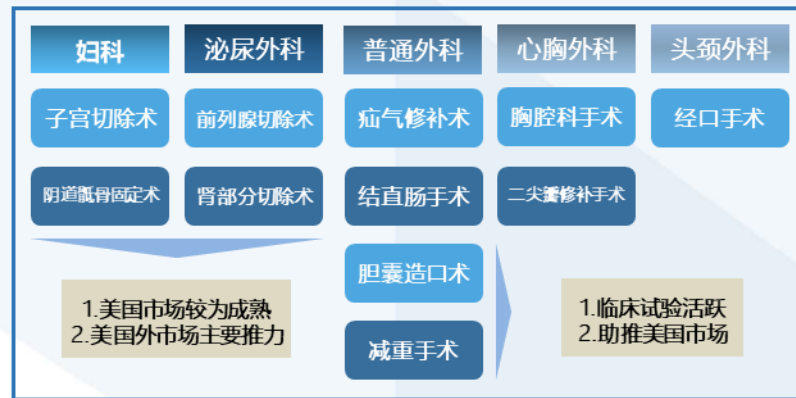 妇科
泌尿外科
普通外科
心胸外科
头颈外科
子宫切除术
前列腺切除术
疝气修补术
胸腔科手术
经口手术
阴道骶骨固定术
肾部分切除术
结直肠手术
二尖瓣修补手术
胆囊造口术
减重手术
1.美国市场较为成熟
2.美国外市场主要推力
1.临床试验活跃
2.助推美国市场